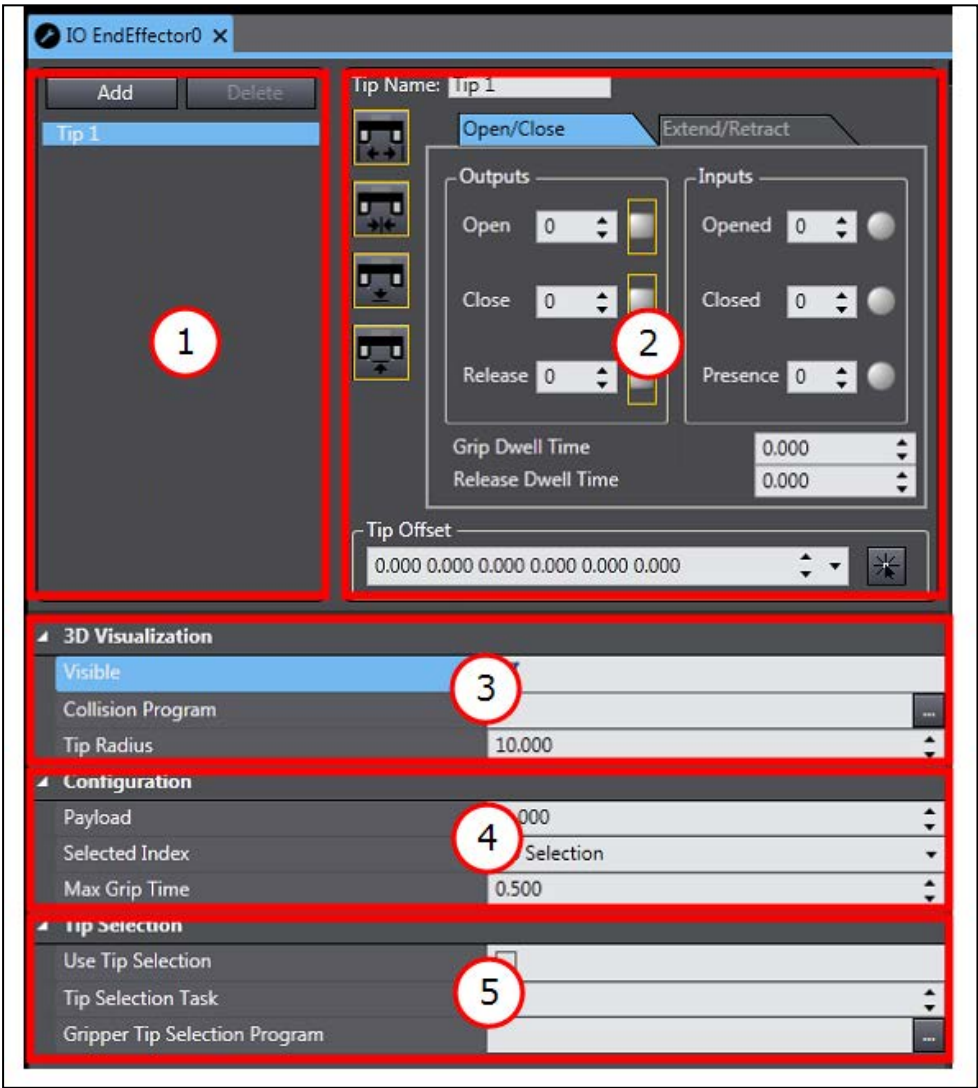 IO EndEffector0
Add Delete
Tip 1
1
Tip Name: Tip 1
Open/Close Extend/Retract
Outputs
Open 0
Close 0
Release 0
2
Inputs
Opened 0
Closed 0
Presence 0
Grip Dwell Time 0.000
Release Dwell Time 0.000
Tip Offset
0.000 0.000 0.000 0.000 0.000 0.000
3D Visualization
Visible
3
Collision Program ...
Tip Radius 10.000
Configuration
Payload
4
Selected Index Selection
Max Grip Time 0.500
Tip Selection
Use Tip Selection
5
Tip Selection Task
Gripper Tip Selection Program ...